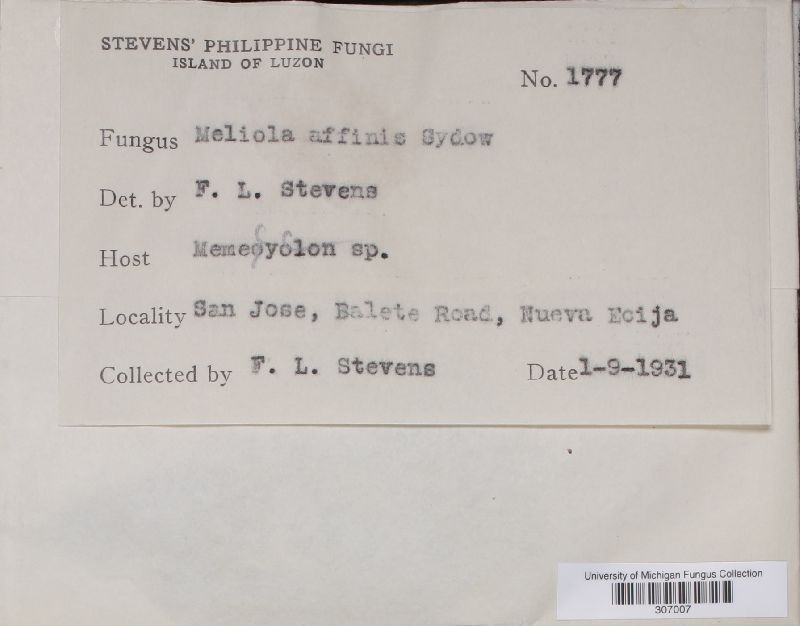 STEVENS' PHILIPPINE FUNGI
ISLAND OF LUZON
No. 1777
Fungus Meliola affinis Sydow
Det. by F. L. Stevens
Host Memecyolon sp.
Locality San Jose, Balete Road, Nueva Ecija
Collected by F. L. Stevens Date 1-9-1931
University of Michigan Fungus Collection
307007